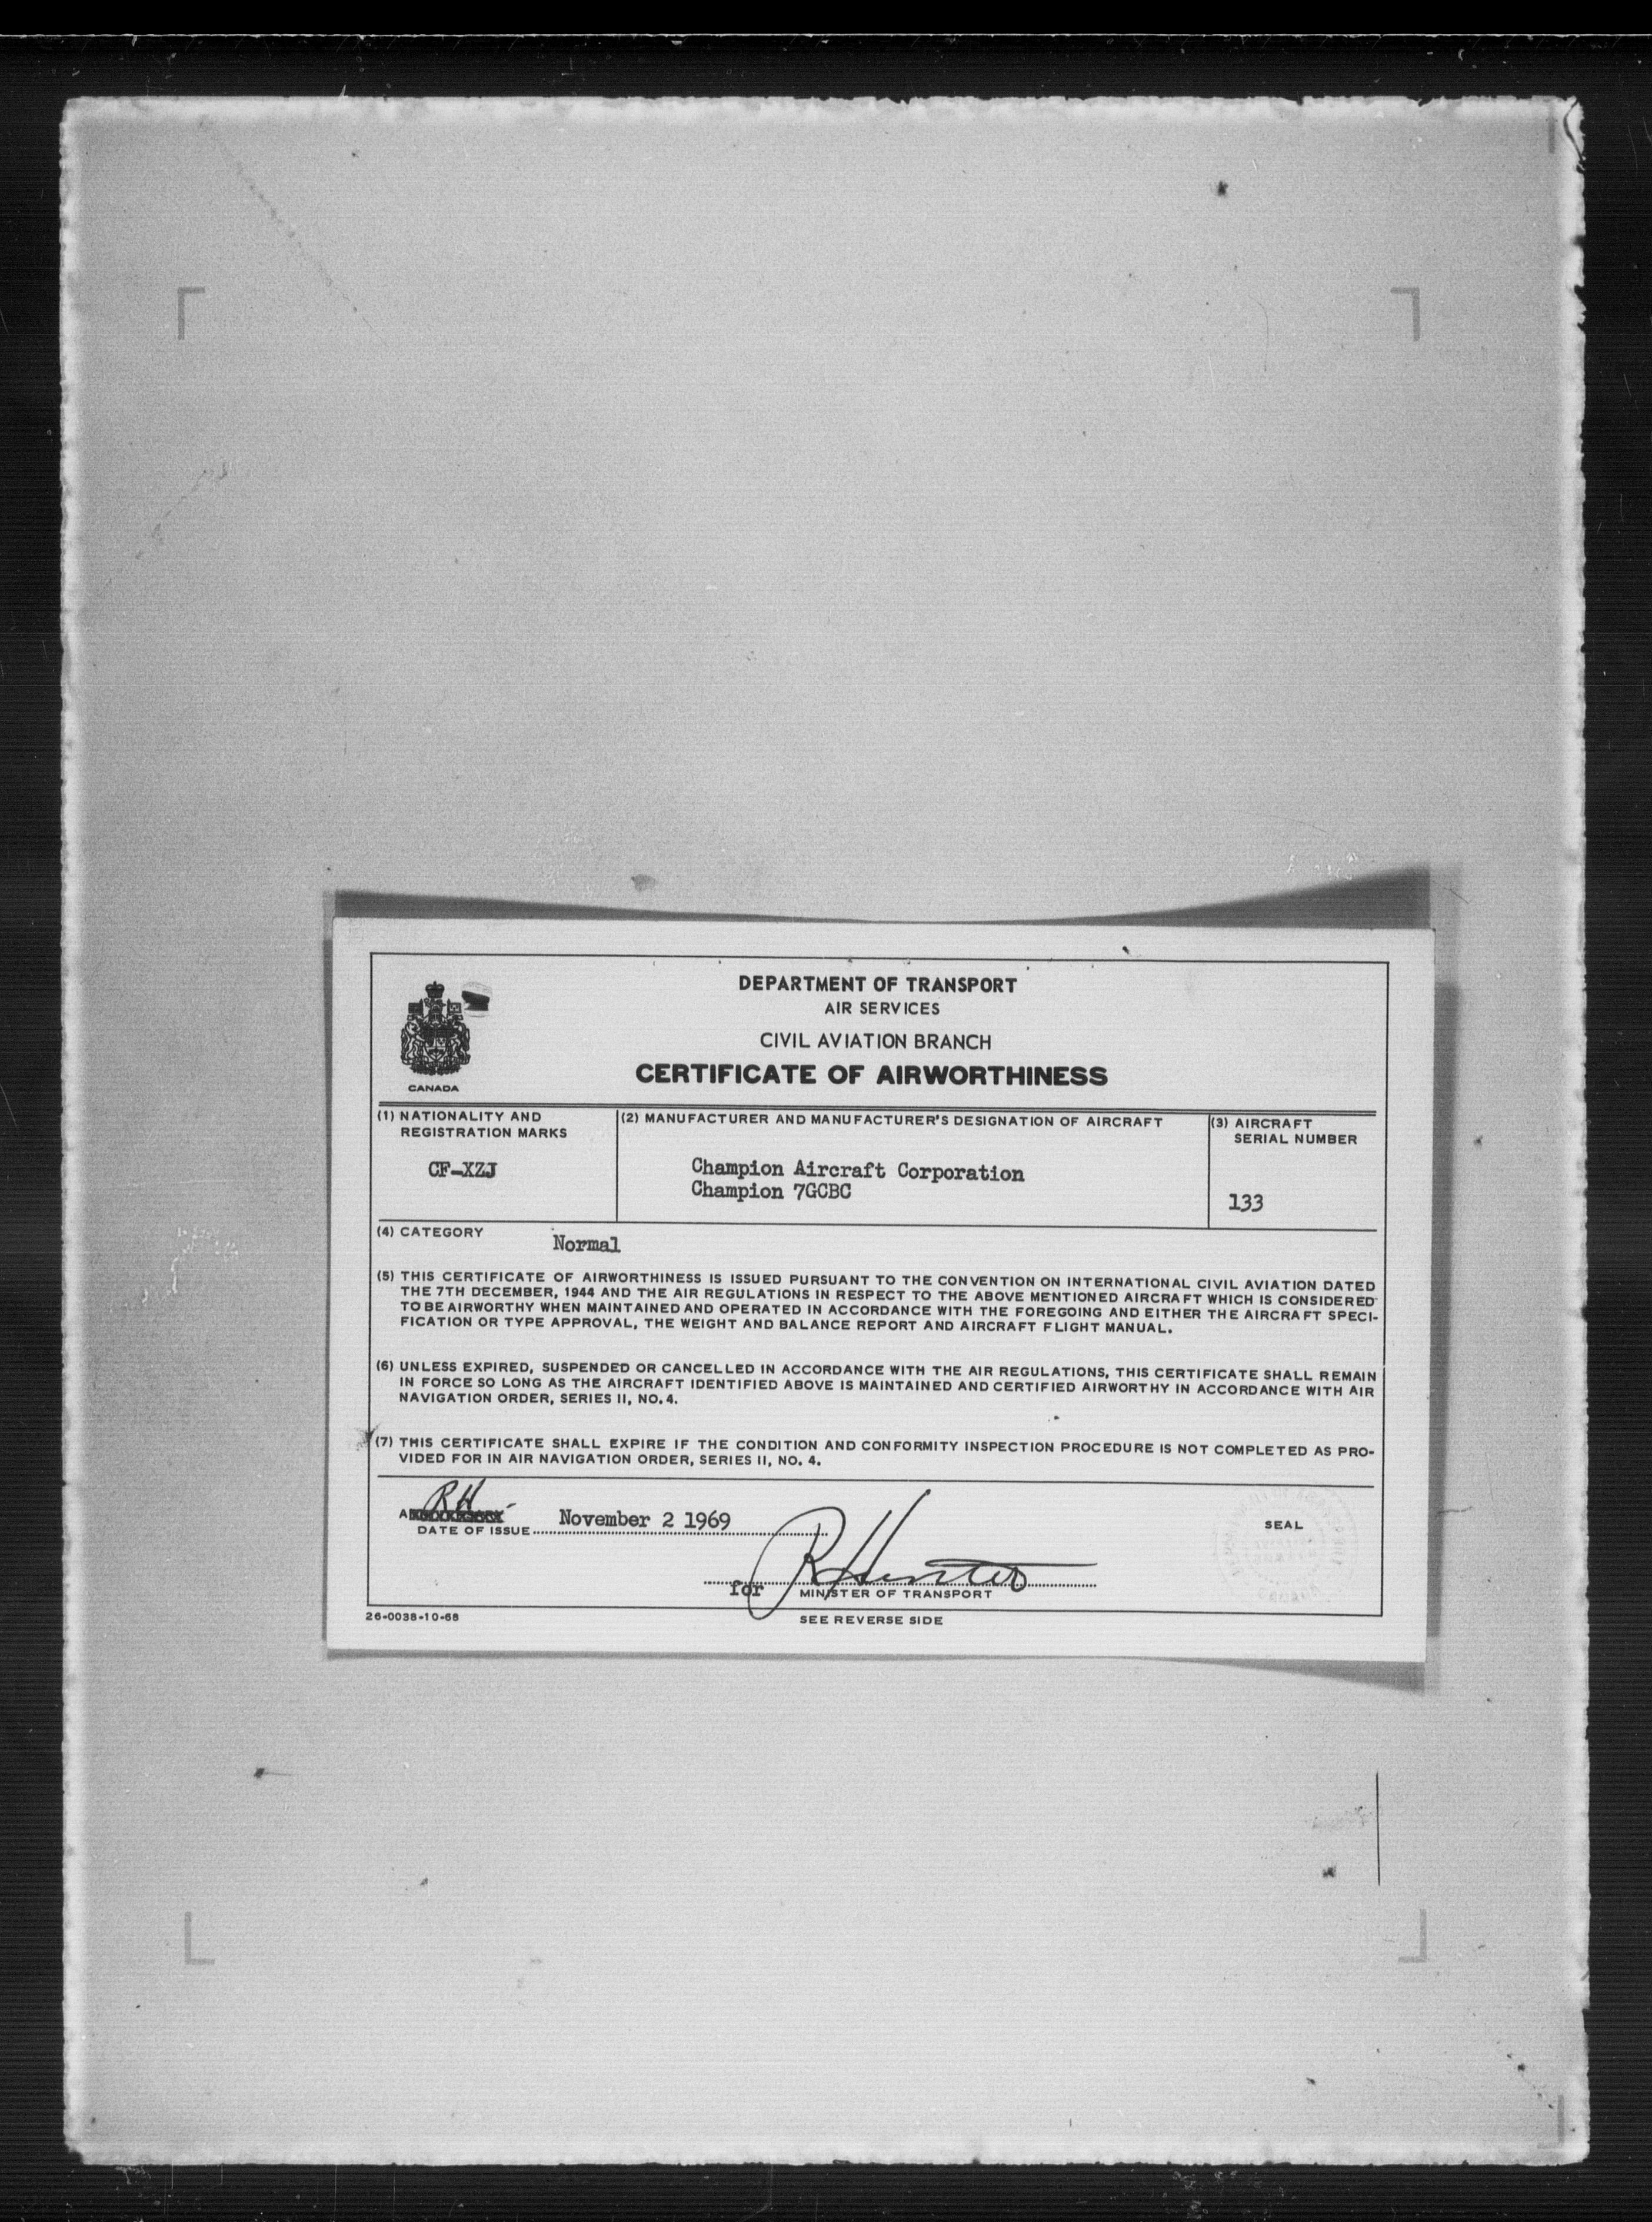 DEPARTMENT OF TRANSPORT
AIR SERVICES
CIVIL AVIATION BRANCH
CERTIFICATE OF AIRWORTHINESS
CANADA
(1) NATIONALITY AND
REGISTRATION MARKS
CF-XZJ
(2) MANUFACTURER AND MANUFACTURER'S DESIGNATION OF AIRCRAFT
Champion Aircraft Corporation
Champion 7GCBC
(3) AIRCRAFT
SERIAL NUMBER
133
(4) CATEGORY
Normal
(5) THIS CERTIFICATE OF AIRWORTHINESS IS ISSUED PURSUANT TO THE CONVENTION ON INTERNATIONAL CIVIL AVIATION DATED
THE 7TH DECEMBER, 1944 AND THE AIR REGULATIONS IN RESPECT TO THE ABOVE MENTIONED AIRCRAFT WHICH IS CONSIDERED
TO BE AIRWORTHY WHEN MAINTAINED AND OPERATED IN ACCORDANCE WITH THE FOREGOING AND EITHER THE AIRCRAFT SPECI-
FICATION OR TYPE APPROVAL, THE WEIGHT AND BALANCE REPORT AND AIRCRAFT FLIGHT MANUAL.
(6) UNLESS EXPIRED, SUSPENDED OR CANCELLED IN ACCORDANCE WITH THE AIR REGULATIONS, THIS CERTIFICATE SHALL REMAIN
IN FORCE SO LONG AS THE AIRCRAFT IDENTIFIED ABOVE IS MAINTAINED AND CERTIFIED AIRWORTHY IN ACCORDANCE WITH AIR
NAVIGATION ORDER, SERIES II, NO. 4.
(7) THIS CERTIFICATE SHALL EXPIRE IF THE CONDITION AND CONFORMITY INSPECTION PROCEDURE IS NOT COMPLETED AS PRO-
VIDED FOR IN AIR NAVIGATION ORDER, SERIES II, NO. 4.
RH
DATE OF ISSUE November 2 1969
SEAL
R Hunter
for MINISTER OF TRANSPORT
26-0038-10-68
SEE REVERSE SIDE